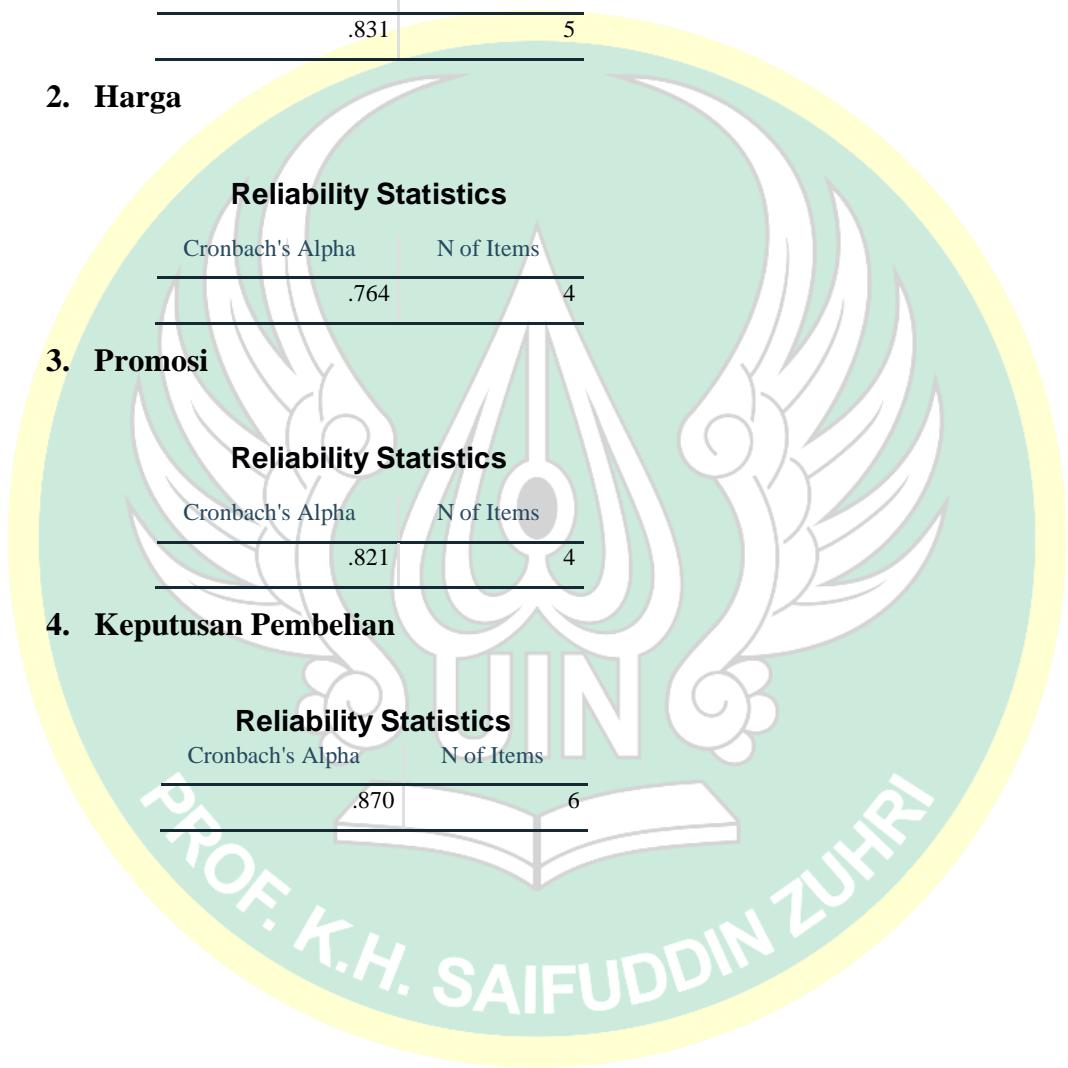 .831 5
2. Harga
Reliability Statistics
Cronbach's Alpha N of Items
.764 4
3. Promosi
Reliability Statistics
Cronbach's Alpha N of Items
.821 4
4. Keputusan Pembelian
Reliability Statistics
Cronbach's Alpha N of Items
.870 6
UIN
PROF. K.H. SAIFUDDIN ZUHRI